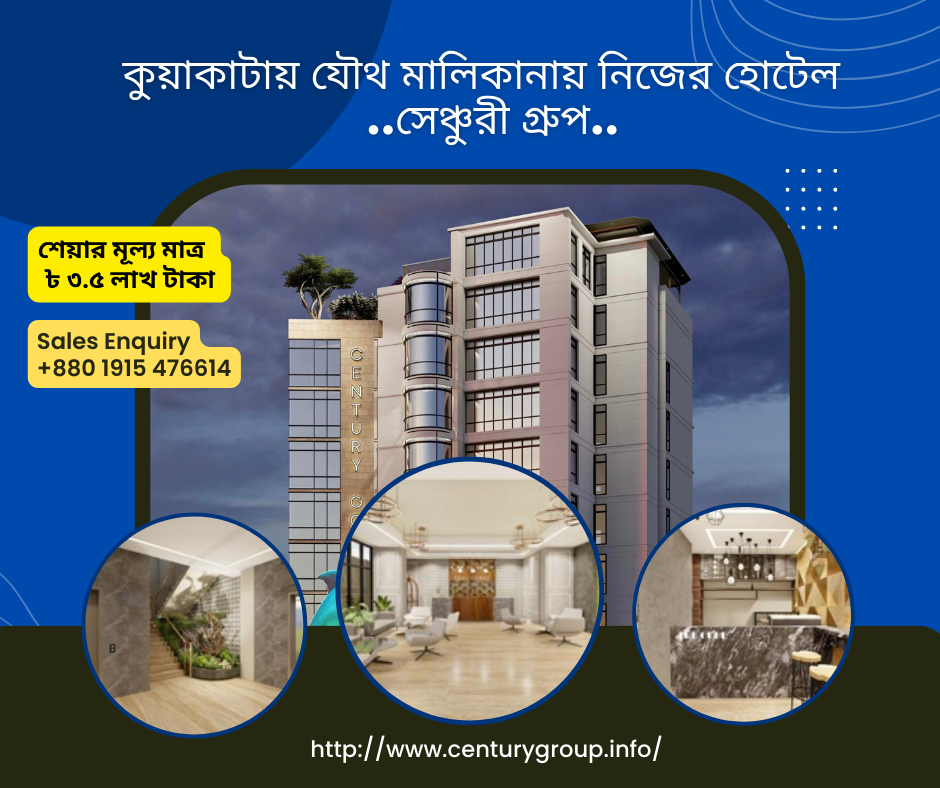 কুয়াকাটায় যৌথ মালিকানায় নিজের হোটেল
..সেঞ্চুরী গ্রুপ..
শেয়ার মূল্য মাত্র
৳ ৩.৫ লাখ টাকা
Sales Enquiry
+880 1915 476614
CENTURY
http://www.centurygroup.info/